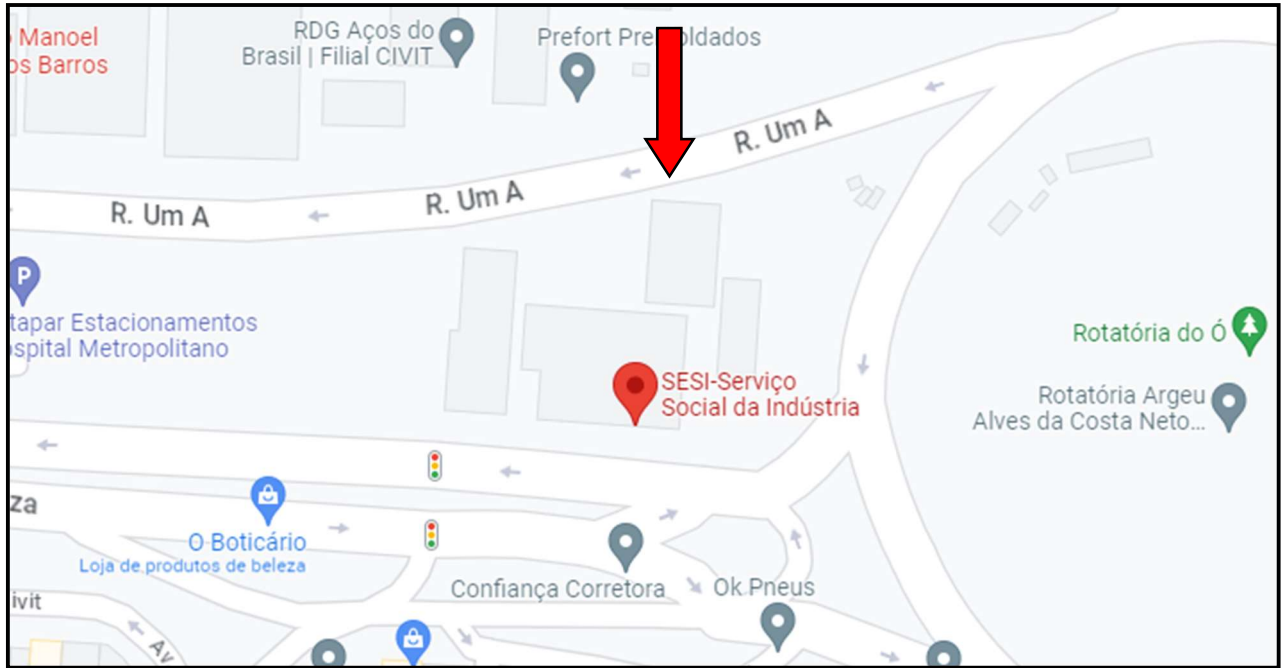 Manoel
os Barros
RDG Aços do
Brasil | Filial CIVIT
Prefort Pre oldados
R. Um A
R. Um A
R. Um A
P
tapar Estacionamentos
ospital Metropolitano
Rotatória do Ó
SESI-Serviço
Social da Indústria
Rotatória Argeu
Alves da Costa Neto...
za
O Boticário
Loja de produtos de beleza
Confiança Corretora
Ok Pneus
ivit
Av